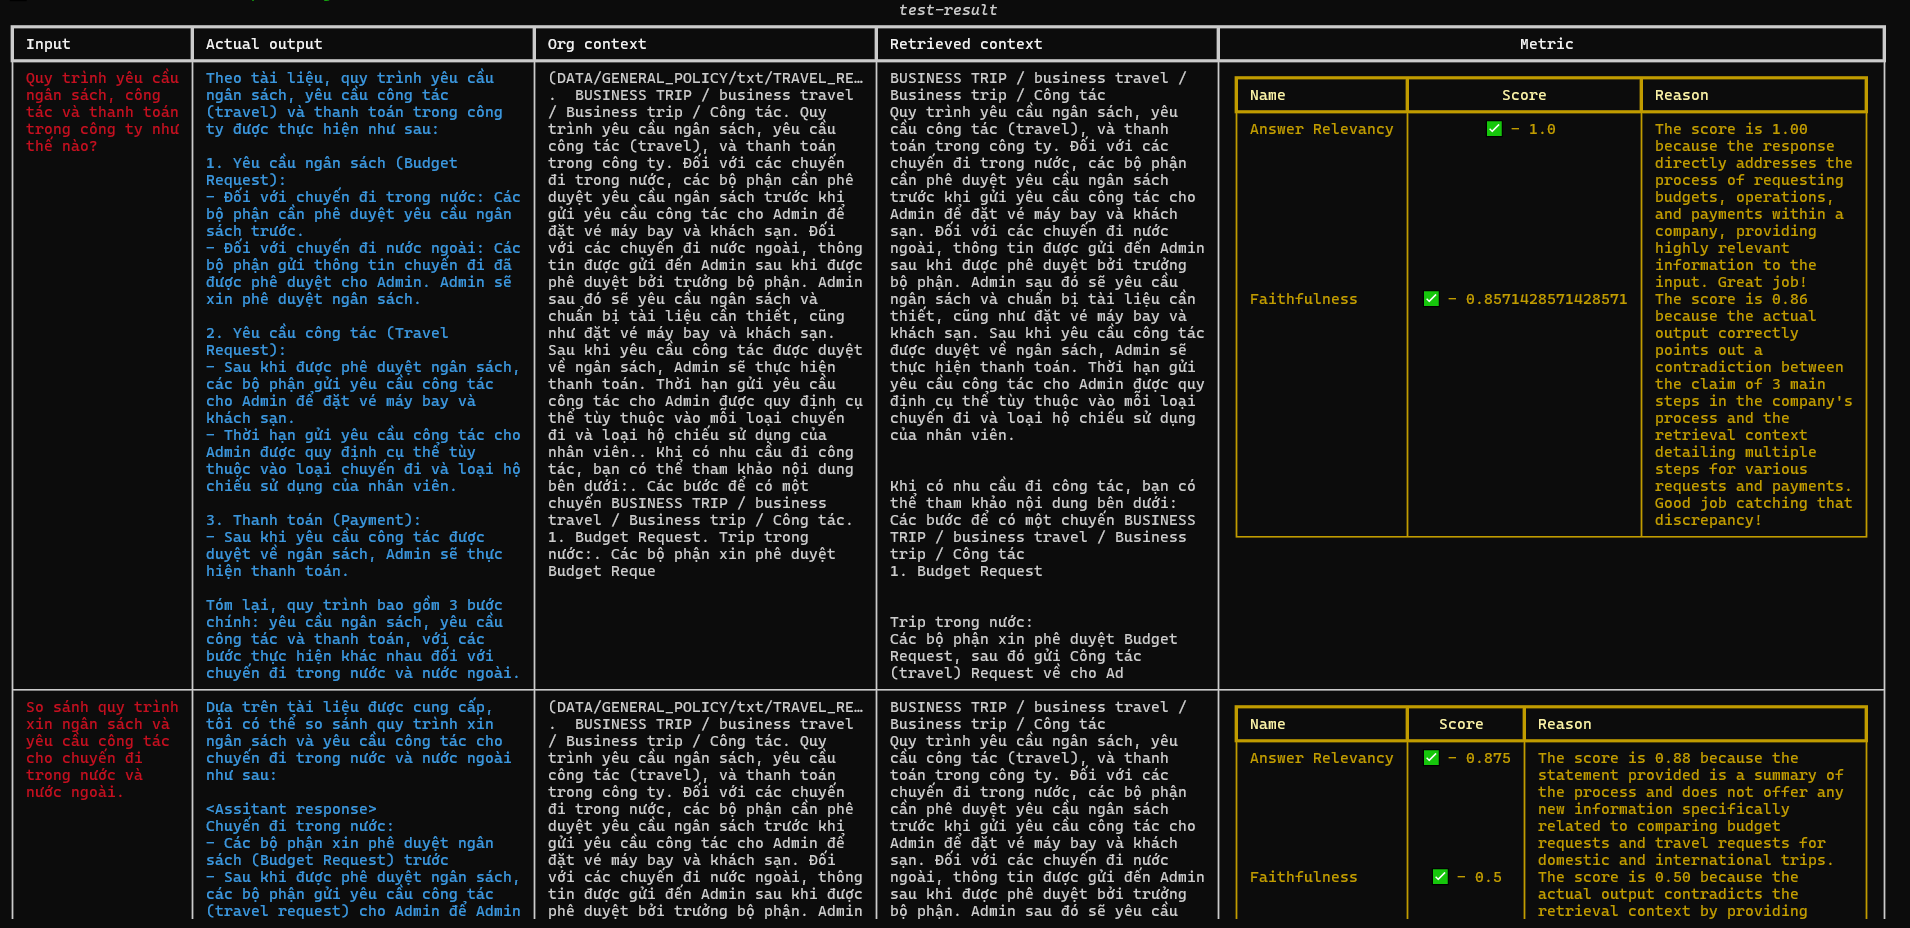 test-result
Input
Actual output
Org context
Retrieved context
Metric
Quy trình yêu cầu
ngân sách, công
tác và thanh toán
trong công ty như
thế nào?
Theo tài liệu, quy trình yêu cầu
ngân sách, yêu cầu công tác
(travel) và thanh toán trong công
ty được thực hiện như sau:
1. Yêu cầu ngân sách (Budget
Request):
- Đối với chuyến đi trong nước: Các
bộ phận cần phê duyệt yêu cầu ngân
sách trước.
- Đối với chuyến đi nước ngoài: Các
bộ phận gửi thông tin chuyến đi đã
được phê duyệt cho Admin. Admin sẽ
xin phê duyệt ngân sách.
2. Yêu cầu công tác (Travel
Request):
- Sau khi được phê duyệt ngân sách,
các bộ phận gửi yêu cầu công tác
cho Admin để đặt vé máy bay và
khách sạn.
- Thời hạn gửi yêu cầu công tác cho
Admin được quy định cụ thể tùy
thuộc vào loại chuyến đi và loại hộ
chiếu sử dụng của nhân viên.
3. Thanh toán (Payment):
- Sau khi yêu cầu công tác được
duyệt về ngân sách, Admin sẽ thực
hiện thanh toán.
Tóm lại, quy trình bao gồm 3 bước
chính: yêu cầu ngân sách, yêu cầu
công tác và thanh toán, với các
bước thực hiện khác nhau đối với
chuyến đi trong nước và nước ngoài.
(DATA/GENERAL_POLICY/txt/TRAVEL_RE…
.  BUSINESS TRIP / business travel
/ Business trip / Công tác. Quy
trình yêu cầu ngân sách, yêu cầu
công tác (travel), và thanh toán
trong công ty. Đối với các chuyến
đi trong nước, các bộ phận cần phê
duyệt yêu cầu ngân sách trước khi
gửi yêu cầu công tác cho Admin để
đặt vé máy bay và khách sạn. Đối
với các chuyến đi nước ngoài, thông
tin được gửi đến Admin sau khi được
phê duyệt bởi trưởng bộ phận. Admin
sau đó sẽ yêu cầu ngân sách và
chuẩn bị tài liệu cần thiết, cũng
như đặt vé máy bay và khách sạn.
Sau khi yêu cầu công tác được duyệt
về ngân sách, Admin sẽ thực hiện
thanh toán. Thời hạn gửi yêu cầu
công tác cho Admin được quy định cụ
thể tùy thuộc vào mỗi loại chuyến
đi và loại hộ chiếu sử dụng của
nhân viên.. Khi có nhu cầu đi công
tác, bạn có thể tham khảo nội dung
bên dưới:. Các bước để có một
chuyến BUSINESS TRIP / business
travel / Business trip / Công tác.
1. Budget Request. Trip trong
nước:. Các bộ phận xin phê duyệt
Budget Reque
BUSINESS TRIP / business travel /
Business trip / Công tác
Quy trình yêu cầu ngân sách, yêu
cầu công tác (travel), và thanh
toán trong công ty. Đối với các
chuyến đi trong nước, các bộ phận
cần phê duyệt yêu cầu ngân sách
trước khi gửi yêu cầu công tác cho
Admin để đặt vé máy bay và khách
sạn. Đối với các chuyến đi nước
ngoài, thông tin được gửi đến Admin
sau khi được phê duyệt bởi trưởng
bộ phận. Admin sau đó sẽ yêu cầu
ngân sách và chuẩn bị tài liệu cần
thiết, cũng như đặt vé máy bay và
khách sạn. Sau khi yêu cầu công tác
được duyệt về ngân sách, Admin sẽ
thực hiện thanh toán. Thời hạn gửi
yêu cầu công tác cho Admin được quy
định cụ thể tùy thuộc vào mỗi loại
chuyến đi và loại hộ chiếu sử dụng
của nhân viên.
Khi có nhu cầu đi công tác, bạn có
thể tham khảo nội dung bên dưới:
Các bước để có một chuyến BUSINESS
TRIP / business travel / Business
trip / Công tác
1. Budget Request
Trip trong nước:
Các bộ phận xin phê duyệt Budget
Request, sau đó gửi Công tác
(travel) Request về cho Ad
Name
Score
Reason
Answer Relevancy
✅ - 1.0
The score is 1.00
because the response
directly addresses the
process of requesting
budgets, operations,
and payments within a
company, providing
highly relevant
information to the
input. Great job!
Faithfulness
✅ - 0.8571428571428571
The score is 0.86
because the actual
output correctly
points out a
contradiction between
the claim of 3 main
steps in the company's
process and the
retrieval context
detailing multiple
steps for various
requests and payments.
Good job catching that
discrepancy!
So sánh quy trình
xin ngân sách và
yêu cầu công tác
cho chuyến đi
trong nước và
nước ngoài.
Dựa trên tài liệu được cung cấp,
tôi có thể so sánh quy trình xin
ngân sách và yêu cầu công tác cho
chuyến đi trong nước và nước ngoài
như sau:
<Assitant response>
Chuyến đi trong nước:
- Các bộ phận xin phê duyệt ngân
sách (Budget Request) trước
- Sau khi được phê duyệt ngân sách,
các bộ phận gửi yêu cầu công tác
(travel request) cho Admin để Admin
(DATA/GENERAL_POLICY/txt/TRAVEL_RE…
.  BUSINESS TRIP / business travel
/ Business trip / Công tác. Quy
trình yêu cầu ngân sách, yêu cầu
công tác (travel), và thanh toán
trong công ty. Đối với các chuyến
đi trong nước, các bộ phận cần phê
duyệt yêu cầu ngân sách trước khi
gửi yêu cầu công tác cho Admin để
đặt vé máy bay và khách sạn. Đối
với các chuyến đi nước ngoài, thông
tin được gửi đến Admin sau khi được
phê duyệt bởi trưởng bộ phận. Admin
BUSINESS TRIP / business travel /
Business trip / Công tác
Quy trình yêu cầu ngân sách, yêu
cầu công tác (travel), và thanh
toán trong công ty. Đối với các
chuyến đi trong nước, các bộ phận
cần phê duyệt yêu cầu ngân sách
trước khi gửi yêu cầu công tác cho
Admin để đặt vé máy bay và khách
sạn. Đối với các chuyến đi nước
ngoài, thông tin được gửi đến Admin
sau khi được phê duyệt bởi trưởng
bộ phận. Admin sau đó sẽ yêu cầu
Name
Score
Reason
Answer Relevancy
✅ - 0.875
The score is 0.88 because the
statement provided is a summary of
the process and does not offer any
new information specifically
related to comparing budget
requests and travel requests for
domestic and international trips.
Faithfulness
✅ - 0.5
The score is 0.50 because the
actual output contradicts the
retrieval context by providing